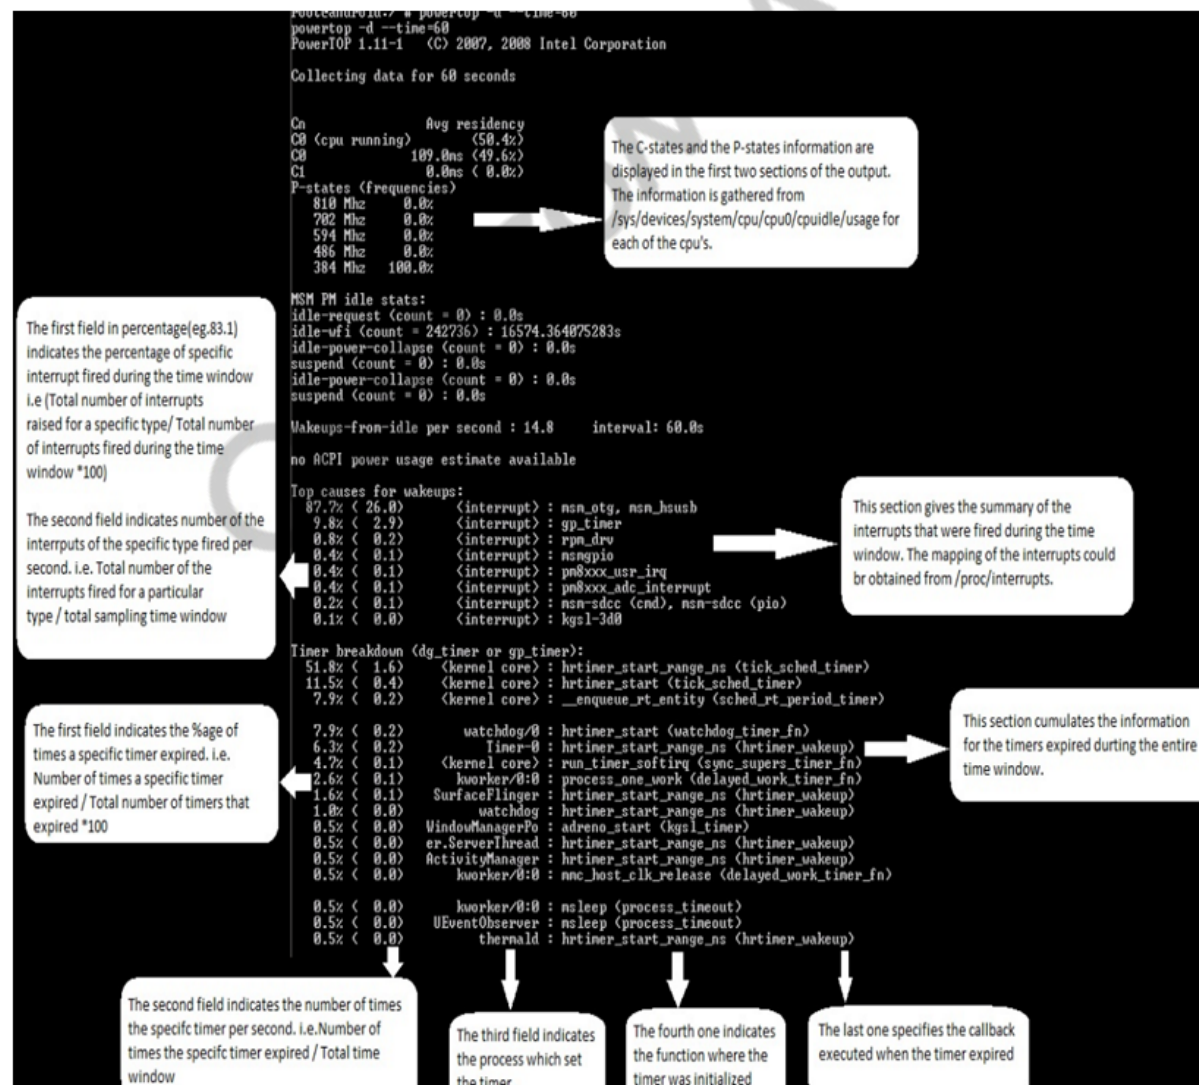 root@android:/ # powertop -d --time=60
powertop -d --time=60
PowerTOP 1.11-1 (C) 2007, 2008 Intel Corporation
Collecting data for 60 seconds
Cn Avg residency
C0 (cpu running) (50.4%)
C0 109.0ms (49.6%)
C1 0.0ms ( 0.0%)
P-states (frequencies)
810 Mhz 0.0%
702 Mhz 0.0%
594 Mhz 0.0%
486 Mhz 0.0%
384 Mhz 100.0%
The C-states and the P-states information are
displayed in the first two sections of the output.
The information is gathered from
/sys/devices/system/cpu/cpu0/cpuidle/usage for
each of the cpu's.
MSM PM idle stats:
idle-request (count = 0) : 0.0s
idle-wfi (count = 242736) : 16574.364075283s
idle-power-collapse (count = 0) : 0.0s
suspend (count = 0) : 0.0s
idle-power-collapse (count = 0) : 0.0s
suspend (count = 0) : 0.0s
Wakeups-from-idle per second : 14.8 interval: 60.0s
no ACPI power usage estimate available
The first field in percentage(eg.83.1)
indicates the percentage of specific
interrupt fired during the time window
i.e (Total number of interrupts
raised for a specific type/ Total number
of interrupts fired during the time
window *100)
The second field indicates number of the
interrputs of the specific type fired per
second. i.e. Total number of the
interrupts fired for a particular
type / total sampling time window
Top causes for wakeups:
87.7% ( 26.0) <interrupt> : msm_otg, msm_hsusb
9.8% ( 2.9) <interrupt> : gp_timer
0.8% ( 0.2) <interrupt> : rpm_drv
0.4% ( 0.1) <interrupt> : msmgpio
0.4% ( 0.1) <interrupt> : pm8xxx_usr_irq
0.4% ( 0.1) <interrupt> : pm8xxx_adc_interrupt
0.2% ( 0.1) <interrupt> : msm-sdcc (cmd), msm-sdcc (pio)
0.1% ( 0.0) <interrupt> : kgsl-3d0
This section gives the summary of the
interrupts that were fired during the time
window. The mapping of the interrupts could
br obtained from /proc/interrupts.
Timer breakdown (dg_timer or gp_timer):
51.8% ( 1.6) <kernel core> : hrtimer_start_range_ns (tick_sched_timer)
11.5% ( 0.4) <kernel core> : hrtimer_start (tick_sched_timer)
7.9% ( 0.2) <kernel core> : __enqueue_rt_entity (sched_rt_period_timer)
7.9% ( 0.2) watchdog/0 : hrtimer_start (watchdog_timer_fn)
6.3% ( 0.2) Timer-0 : hrtimer_start_range_ns (hrtimer_wakeup)
4.7% ( 0.1) <kernel core> : run_timer_softirq (sync_supers_timer_fn)
2.6% ( 0.1) kworker/0:0 : process_one_work (delayed_work_timer_fn)
1.6% ( 0.1) SurfaceFlinger : hrtimer_start_range_ns (hrtimer_wakeup)
1.0% ( 0.0) watchdog : hrtimer_start_range_ns (hrtimer_wakeup)
0.5% ( 0.0) WindowManagerPo : adreno_start (kgsl_timer)
0.5% ( 0.0) er.ServerThread : hrtimer_start_range_ns (hrtimer_wakeup)
0.5% ( 0.0) ActivityManager : hrtimer_start_range_ns (hrtimer_wakeup)
0.5% ( 0.0) kworker/0:0 : mmc_host_clk_release (delayed_work_timer_fn)
0.5% ( 0.0) kworker/0:0 : msleep (process_timeout)
0.5% ( 0.0) UEventObserver : msleep (process_timeout)
0.5% ( 0.0) thermald : hrtimer_start_range_ns (hrtimer_wakeup)
The first field indicates the %age of
times a specific timer expired. i.e.
Number of times a specific timer
expired / Total number of timers that
expired *100
This section cumulates the information
for the timers expired durting the entire
time window.
The second field indicates the number of times
the specifc timer per second. i.e.Number of
times the specifc timer expired / Total time
window
The third field indicates
the process which set
the timer
The fourth one indicates
the function where the
timer was initialized
The last one specifies the callback
executed when the timer expired